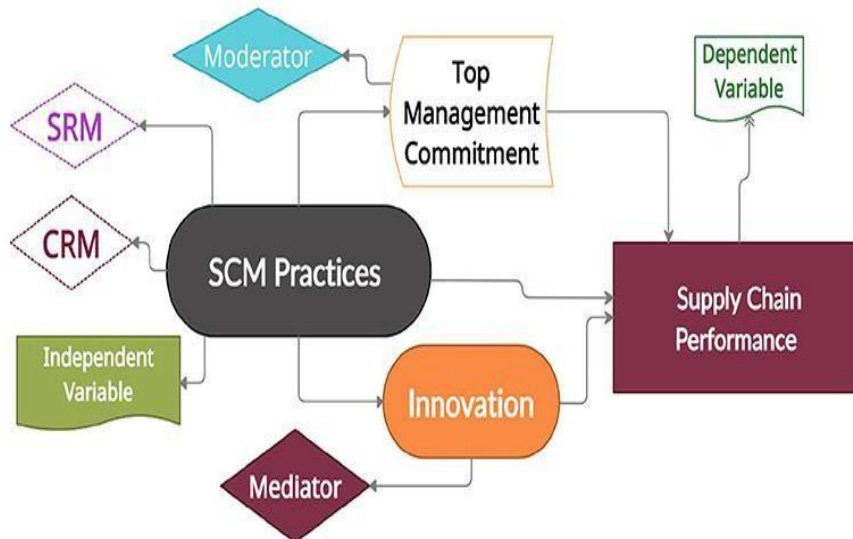 Moderator
Top
Management
Commitment
Dependent
Variable
SRM
CRM
SCM Practices
Supply Chain
Performance
Independent
Variable
Innovation
Mediator